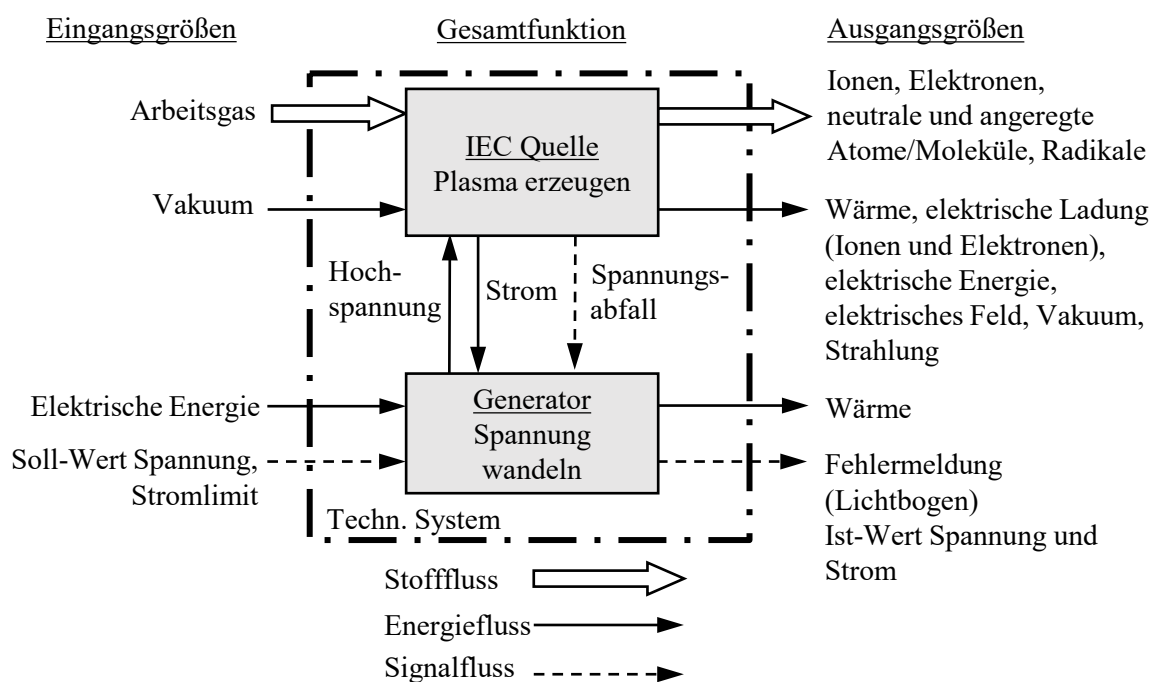 Eingangsgrößen
Gesamtfunktion
Ausgangsgrößen
Arbeitsgas
IEC Quelle
Plasma erzeugen
Ionen, Elektronen,
neutrale und angeregte
Atome/Moleküle, Radikale
Vakuum
Wärme, elektrische Ladung
(Ionen und Elektronen),
elektrische Energie,
elektrisches Feld, Vakuum,
Strahlung
Hoch-
spannung
Strom
Spannungs-
abfall
Elektrische Energie
Generator
Spannung
wandeln
Wärme
Soll-Wert Spannung,
Stromlimit
Fehlermeldung
(Lichtbogen)
Ist-Wert Spannung und
Strom
Techn. System
Stofffluss
Energiefluss
Signalfluss